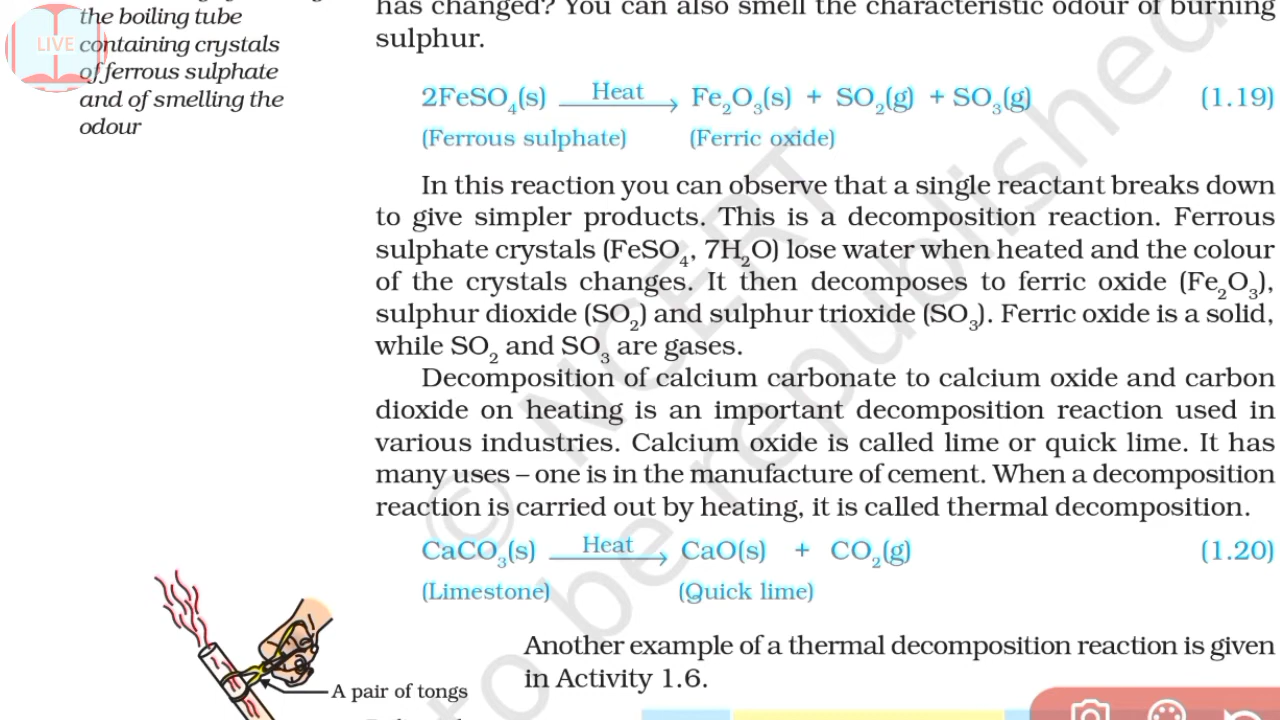 the boiling tube
containing crystals
of ferrous sulphate
and of smelling the
odour
LIVE
has changed? You can also smell the characteristic odour of burning
sulphur.
2FeSO₄(s) Heat → Fe₂O₃(s) + SO₂(g) + SO₃(g) (1.19)
(Ferrous sulphate) (Ferric oxide)
In this reaction you can observe that a single reactant breaks down
to give simpler products. This is a decomposition reaction. Ferrous
sulphate crystals (FeSO₄, 7H₂O) lose water when heated and the colour
of the crystals changes. It then decomposes to ferric oxide (Fe₂O₃),
sulphur dioxide (SO₂) and sulphur trioxide (SO₃). Ferric oxide is a solid,
while SO₂ and SO₃ are gases.
Decomposition of calcium carbonate to calcium oxide and carbon
dioxide on heating is an important decomposition reaction used in
various industries. Calcium oxide is called lime or quick lime. It has
many uses – one is in the manufacture of cement. When a decomposition
reaction is carried out by heating, it is called thermal decomposition.
CaCO₃(s) Heat → CaO(s) + CO₂(g) (1.20)
(Limestone) (Quick lime)
Another example of a thermal decomposition reaction is given
in Activity 1.6.
A pair of tongs
© NCERT
to be republished